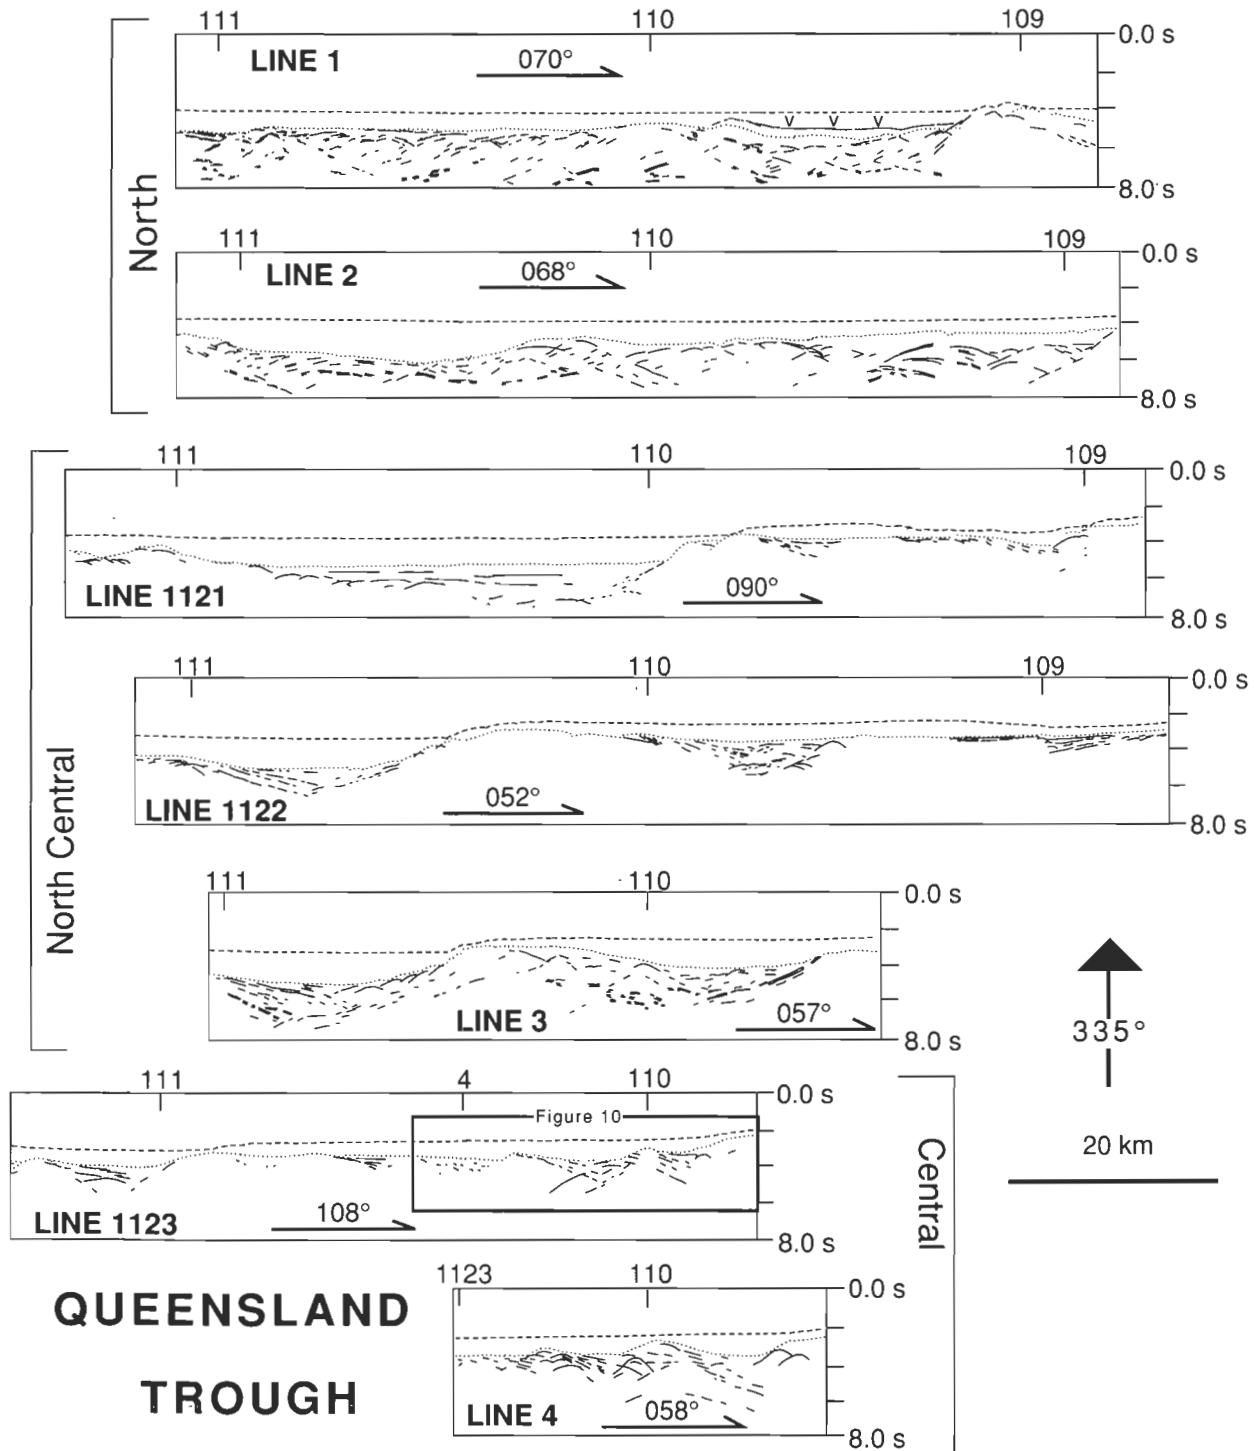 111 110 109
0.0 s
LINE 1
070°
8.0 s
North
111 110 109
0.0 s
LINE 2
068°
8.0 s
111 110 109
0.0 s
LINE 1121
090°
8.0 s
North Central
111 110 109
0.0 s
LINE 1122
052°
8.0 s
111 110
0.0 s
LINE 3
057°
8.0 s
335°
20 km
111 4 110
0.0 s
Figure 10
LINE 1123
108°
8.0 s
Central
1123 110
0.0 s
LINE 4
058°
8.0 s
QUEENSLAND
TROUGH